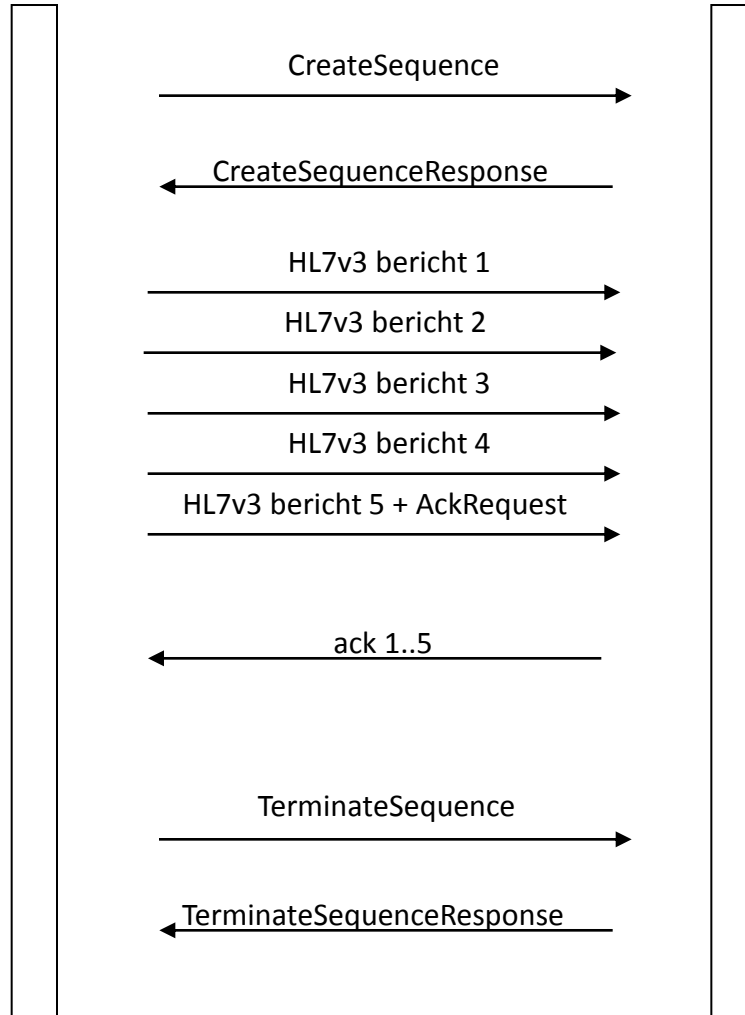 CreateSequence
CreateSequenceResponse
HL7v3 bericht 1
HL7v3 bericht 2
HL7v3 bericht 3
HL7v3 bericht 4
HL7v3 bericht 5 + AckRequest
ack 1..5
TerminateSequence
TerminateSequenceResponse